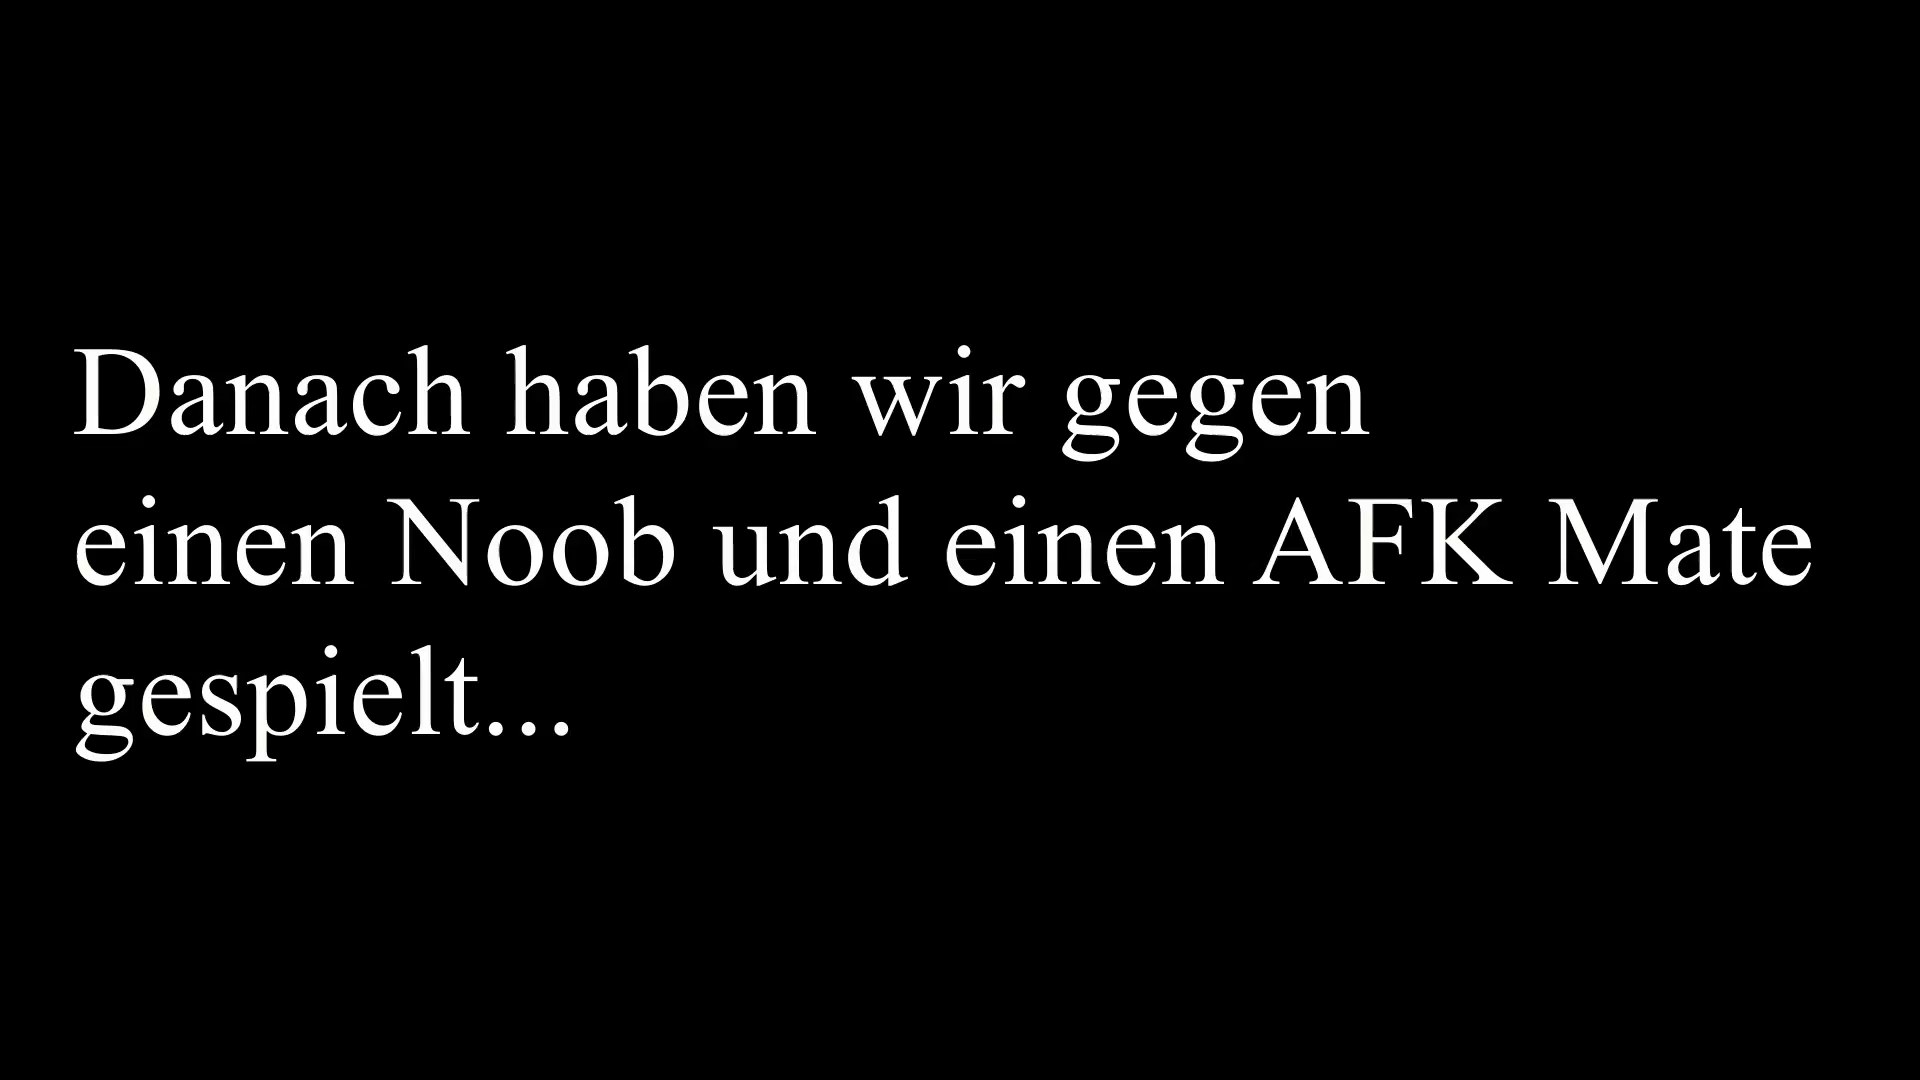 Danach haben wir gegen
einen Noob und einen AFK Mate
gespielt...